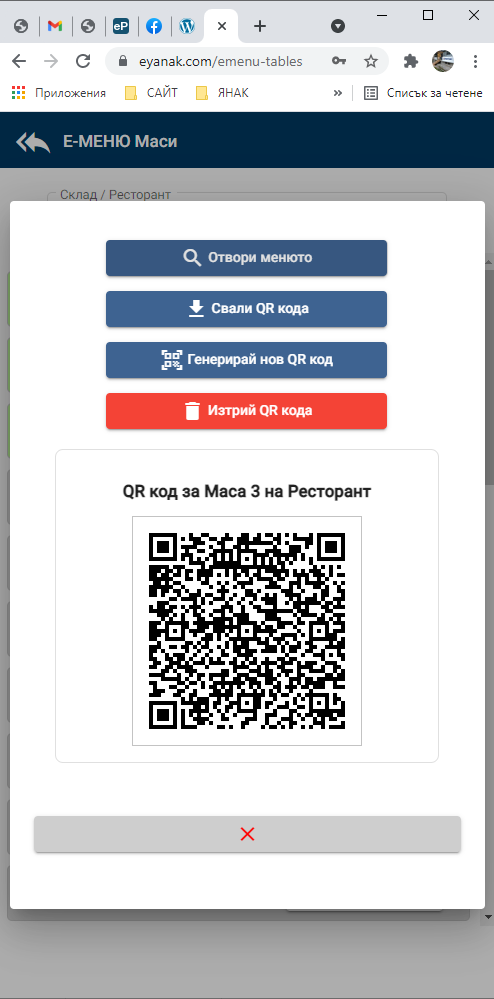 eP
eyanak.com/emenu-tables
Приложения САЙТ ЯНАК » Списък за четене
Е-МЕНЮ Маси
Склад / Ресторант
Отвори менюто
Свали QR кода
Генерирай нов QR код
Изтрий QR кода
QR код за Маса 3 на Ресторант